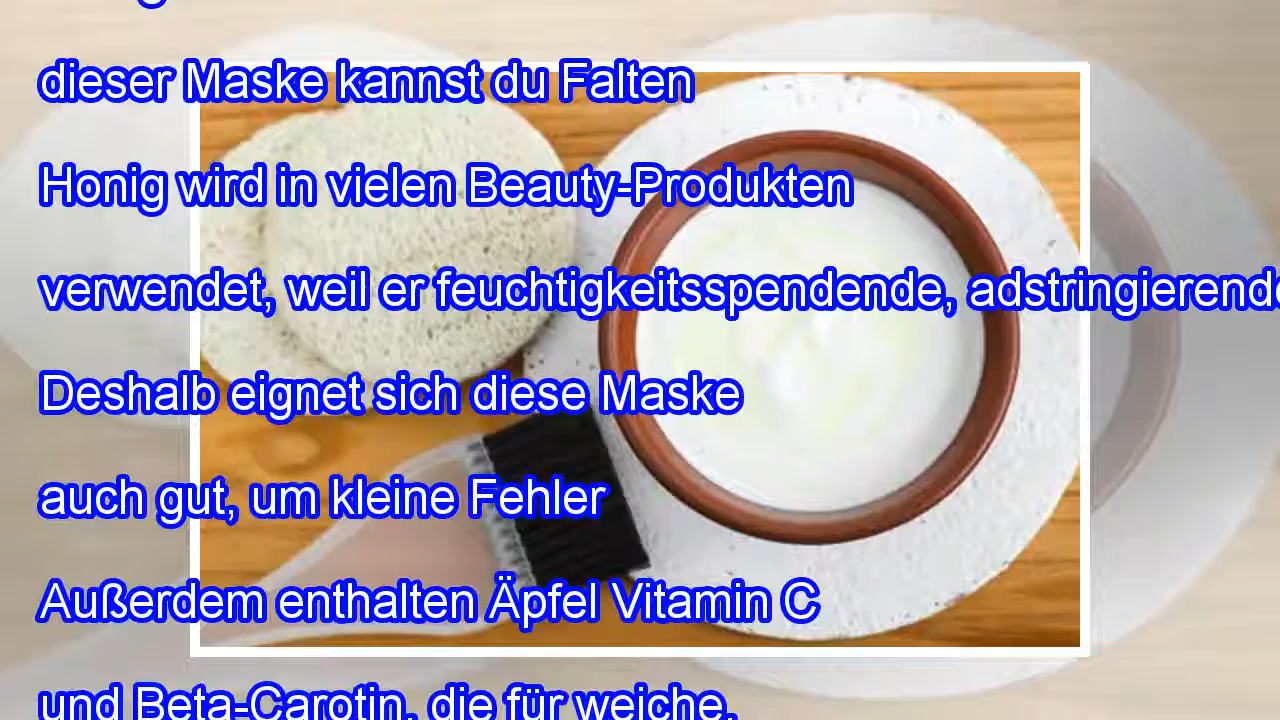 dieser Maske kannst du Falten
Honig wird in vielen Beauty-Produkten
verwendet, weil er feuchtigkeitsspendende, adstringierende
Deshalb eignet sich diese Maske
auch gut, um kleine Fehler
Außerdem enthalten Äpfel Vitamin C
und Beta-Carotin, die für weiche,